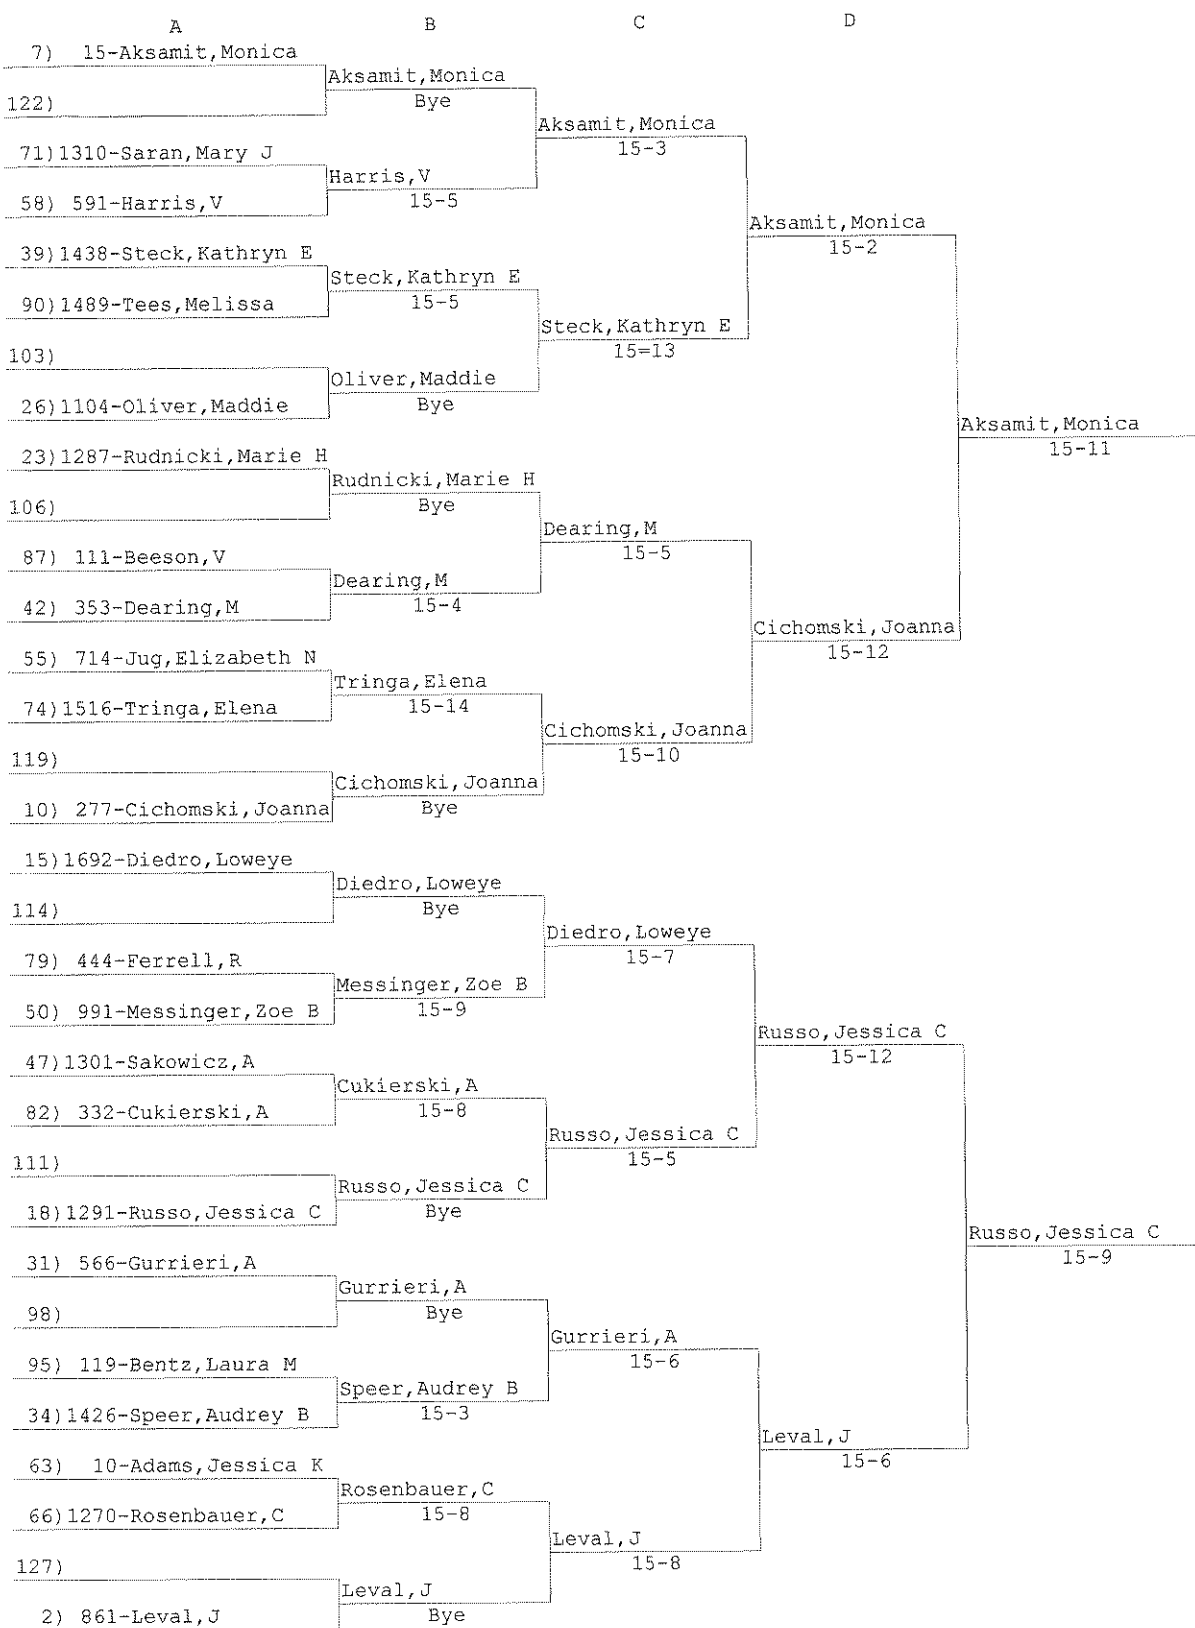 A B C D
7) 15-Aksamit,Monica
Aksamit,Monica
122) Bye
Aksamit,Monica
71)1310-Saran,Mary J 15-3
Harris,V
58) 591-Harris,V 15-5
Aksamit,Monica
39)1438-Steck,Kathryn E 15-2
Steck,Kathryn E
90)1489-Tees,Melissa 15-5
Steck,Kathryn E
103) 15=13
Oliver,Maddie
26)1104-Oliver,Maddie Bye
Aksamit,Monica
23)1287-Rudnicki,Marie H 15-11
Rudnicki,Marie H
106) Bye
Dearing,M
87) 111-Beeson,V 15-5
Dearing,M
42) 353-Dearing,M 15-4
Cichomski,Joanna
55) 714-Jug,Elizabeth N 15-12
Tringa,Elena
74)1516-Tringa,Elena 15-14
Cichomski,Joanna
119) 15-10
Cichomski,Joanna
10) 277-Cichomski,Joanna Bye
15)1692-Diedro,Loweye
Diedro,Loweye
114) Bye
Diedro,Loweye
79) 444-Ferrell,R 15-7
Messinger,Zoe B
50) 991-Messinger,Zoe B 15-9
Russo,Jessica C
47)1301-Sakowicz,A 15-12
Cukierski,A
82) 332-Cukierski,A 15-8
Russo,Jessica C
111) 15-5
Russo,Jessica C
18)1291-Russo,Jessica C Bye
Russo,Jessica C
31) 566-Gurrieri,A 15-9
Gurrieri,A
98) Bye
Gurrieri,A
95) 119-Bentz,Laura M 15-6
Speer,Audrey B
34)1426-Speer,Audrey B 15-3
Leval,J
63) 10-Adams,Jessica K 15-6
Rosenbauer,C
66)1270-Rosenbauer,C 15-8
Leval,J
127) 15-8
Leval,J
2) 861-Leval,J Bye